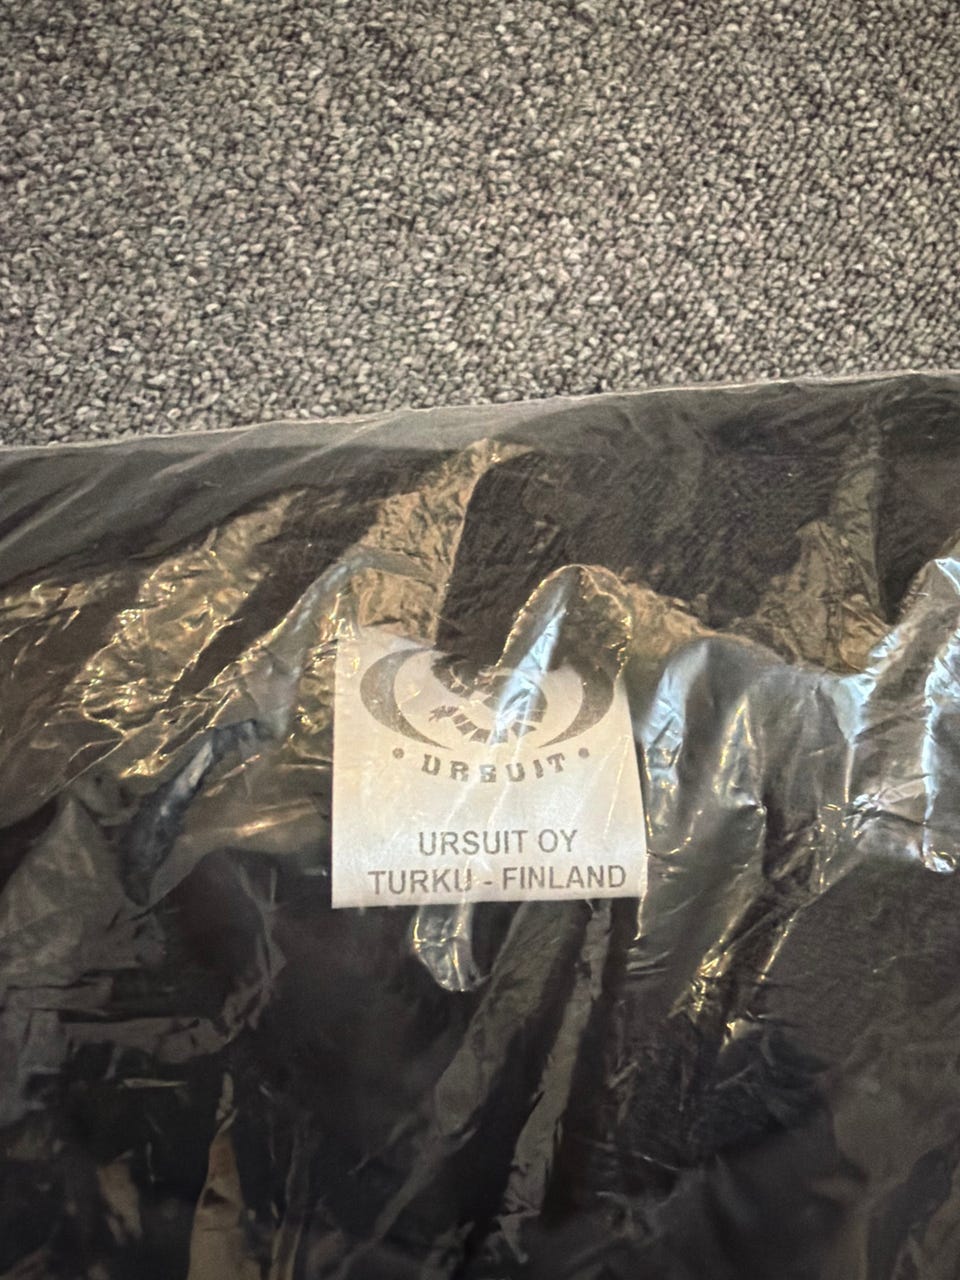 • URSUIT •
URSUIT OY
TURKU - FINLAND